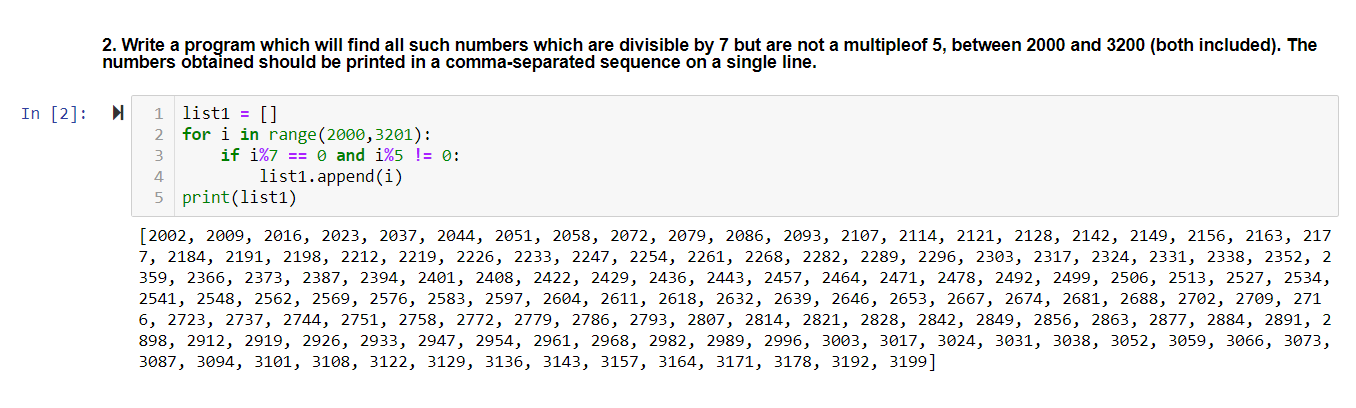 2. Write a program which will find all such numbers which are divisible by 7 but are not a multipleof 5, between 2000 and 3200 (both included). The
numbers obtained should be printed in a comma-separated sequence on a single line.
In [2]:
1 list1 = []
2 for i in range(2000,3201):
3     if i%7 == 0 and i%5 != 0:
4         list1.append(i)
5 print(list1)
[2002, 2009, 2016, 2023, 2037, 2044, 2051, 2058, 2072, 2079, 2086, 2093, 2107, 2114, 2121, 2128, 2142, 2149, 2156, 2163, 217
7, 2184, 2191, 2198, 2212, 2219, 2226, 2233, 2247, 2254, 2261, 2268, 2282, 2289, 2296, 2303, 2317, 2324, 2331, 2338, 2352, 2
359, 2366, 2373, 2387, 2394, 2401, 2408, 2422, 2429, 2436, 2443, 2457, 2464, 2471, 2478, 2492, 2499, 2506, 2513, 2527, 2534,
2541, 2548, 2562, 2569, 2576, 2583, 2597, 2604, 2611, 2618, 2632, 2639, 2646, 2653, 2667, 2674, 2681, 2688, 2702, 2709, 271
6, 2723, 2737, 2744, 2751, 2758, 2772, 2779, 2786, 2793, 2807, 2814, 2821, 2828, 2842, 2849, 2856, 2863, 2877, 2884, 2891, 2
898, 2912, 2919, 2926, 2933, 2947, 2954, 2961, 2968, 2982, 2989, 2996, 3003, 3017, 3024, 3031, 3038, 3052, 3059, 3066, 3073,
3087, 3094, 3101, 3108, 3122, 3129, 3136, 3143, 3157, 3164, 3171, 3178, 3192, 3199]